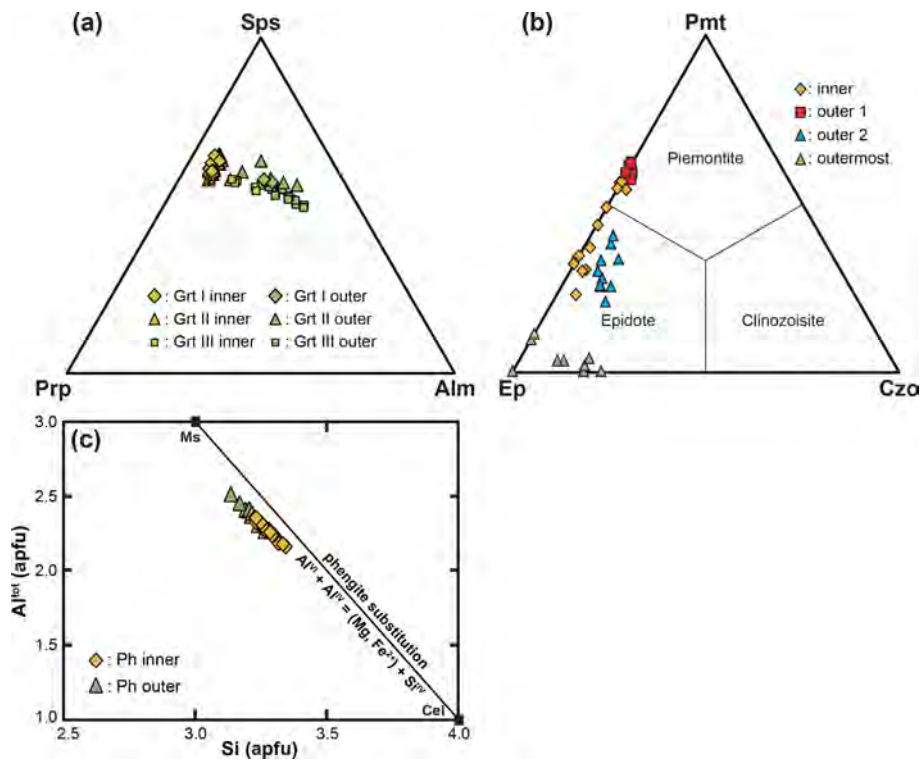 (a)
Sps
◇: Grt I inner
◇: Grt I outer
△: Grt II inner
△: Grt II outer
□: Grt III inner
□: Grt III outer
Prp
Alm
(b)
Pmt
◇: inner
□: outer 1
△: outer 2
△: outermost
Piemontite
Epidote
Clinozoisite
Ep
Czo
(c)
3.0
2.5
2.0
1.5
1.0
Al^tot (apfu)
Ms
phengite substitution
Al^VI + Al^IV = (Mg, Fe²⁺) + Si^IV
Cel
◇: Ph inner
△: Ph outer
2.5
3.0
3.5
4.0
Si (apfu)